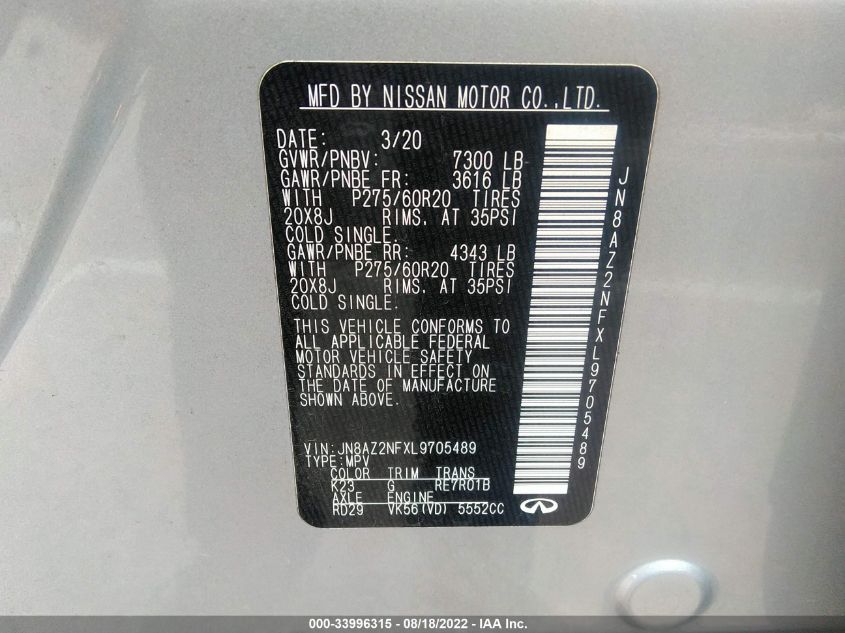 MFD BY NISSAN MOTOR CO.,LTD.
DATE: 3/20
GVWR/PNBV: 7300 LB
GAWR/PNBE FR: 3616 LB
WITH P275/60R20 TIRES
20X8J RIMS, AT 35PSI
COLD SINGLE.
GAWR/PNBE RR: 4343 LB
WITH P275/60R20 TIRES
20X8J RIMS, AT 35PSI
COLD SINGLE.
THIS VEHICLE CONFORMS TO
ALL APPLICABLE FEDERAL
MOTOR VEHICLE SAFETY
STANDARDS IN EFFECT ON
THE DATE OF MANUFACTURE
SHOWN ABOVE.
VIN:JN8AZ2NFXL9705489
TYPE:MPV
COLOR TRIM TRANS
K23 G RE7R01B
AXLE ENGINE
RD29 VK56(VD) 5552CC
JN8AZ2NFXL9705489
000-33996315 - 08/18/2022 - IAA Inc.